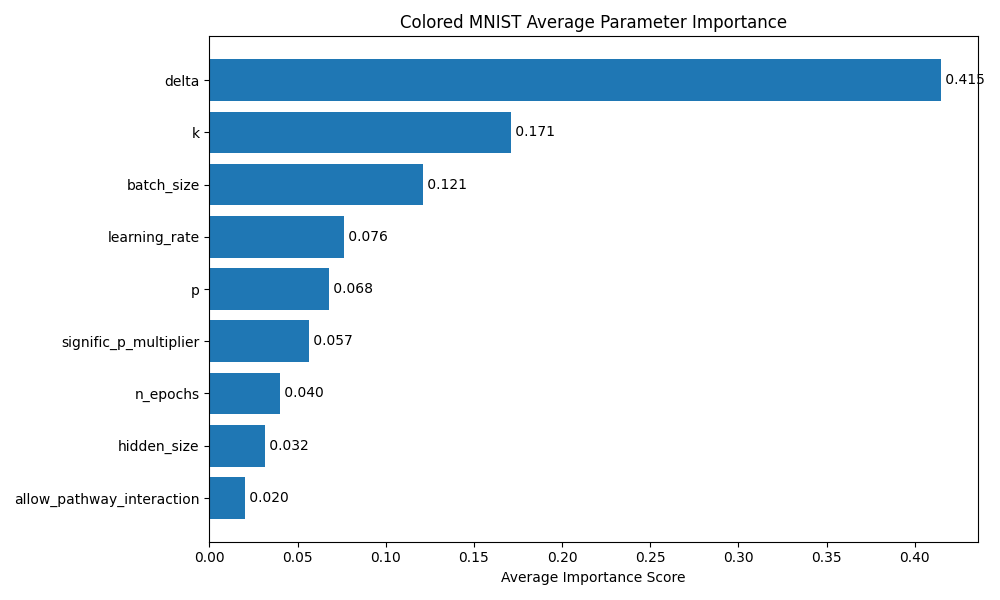 Colored MNIST Average Parameter Importance
delta 0.415
k 0.171
batch_size 0.121
learning_rate 0.076
p 0.068
signific_p_multiplier 0.057
n_epochs 0.040
hidden_size 0.032
allow_pathway_interaction 0.020
0.00 0.05 0.10 0.15 0.20 0.25 0.30 0.35 0.40
Average Importance Score